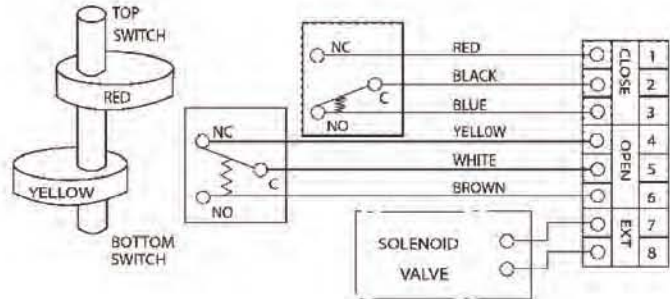 TOP
SWITCH
RED
YELLOW
BOTTOM
SWITCH
NC
C
NO
NC
C
NO
RED
BLACK
BLUE
YELLOW
WHITE
BROWN
SOLENOID
VALVE
CLOSE
OPEN
EXT
1
2
3
4
5
6
7
8